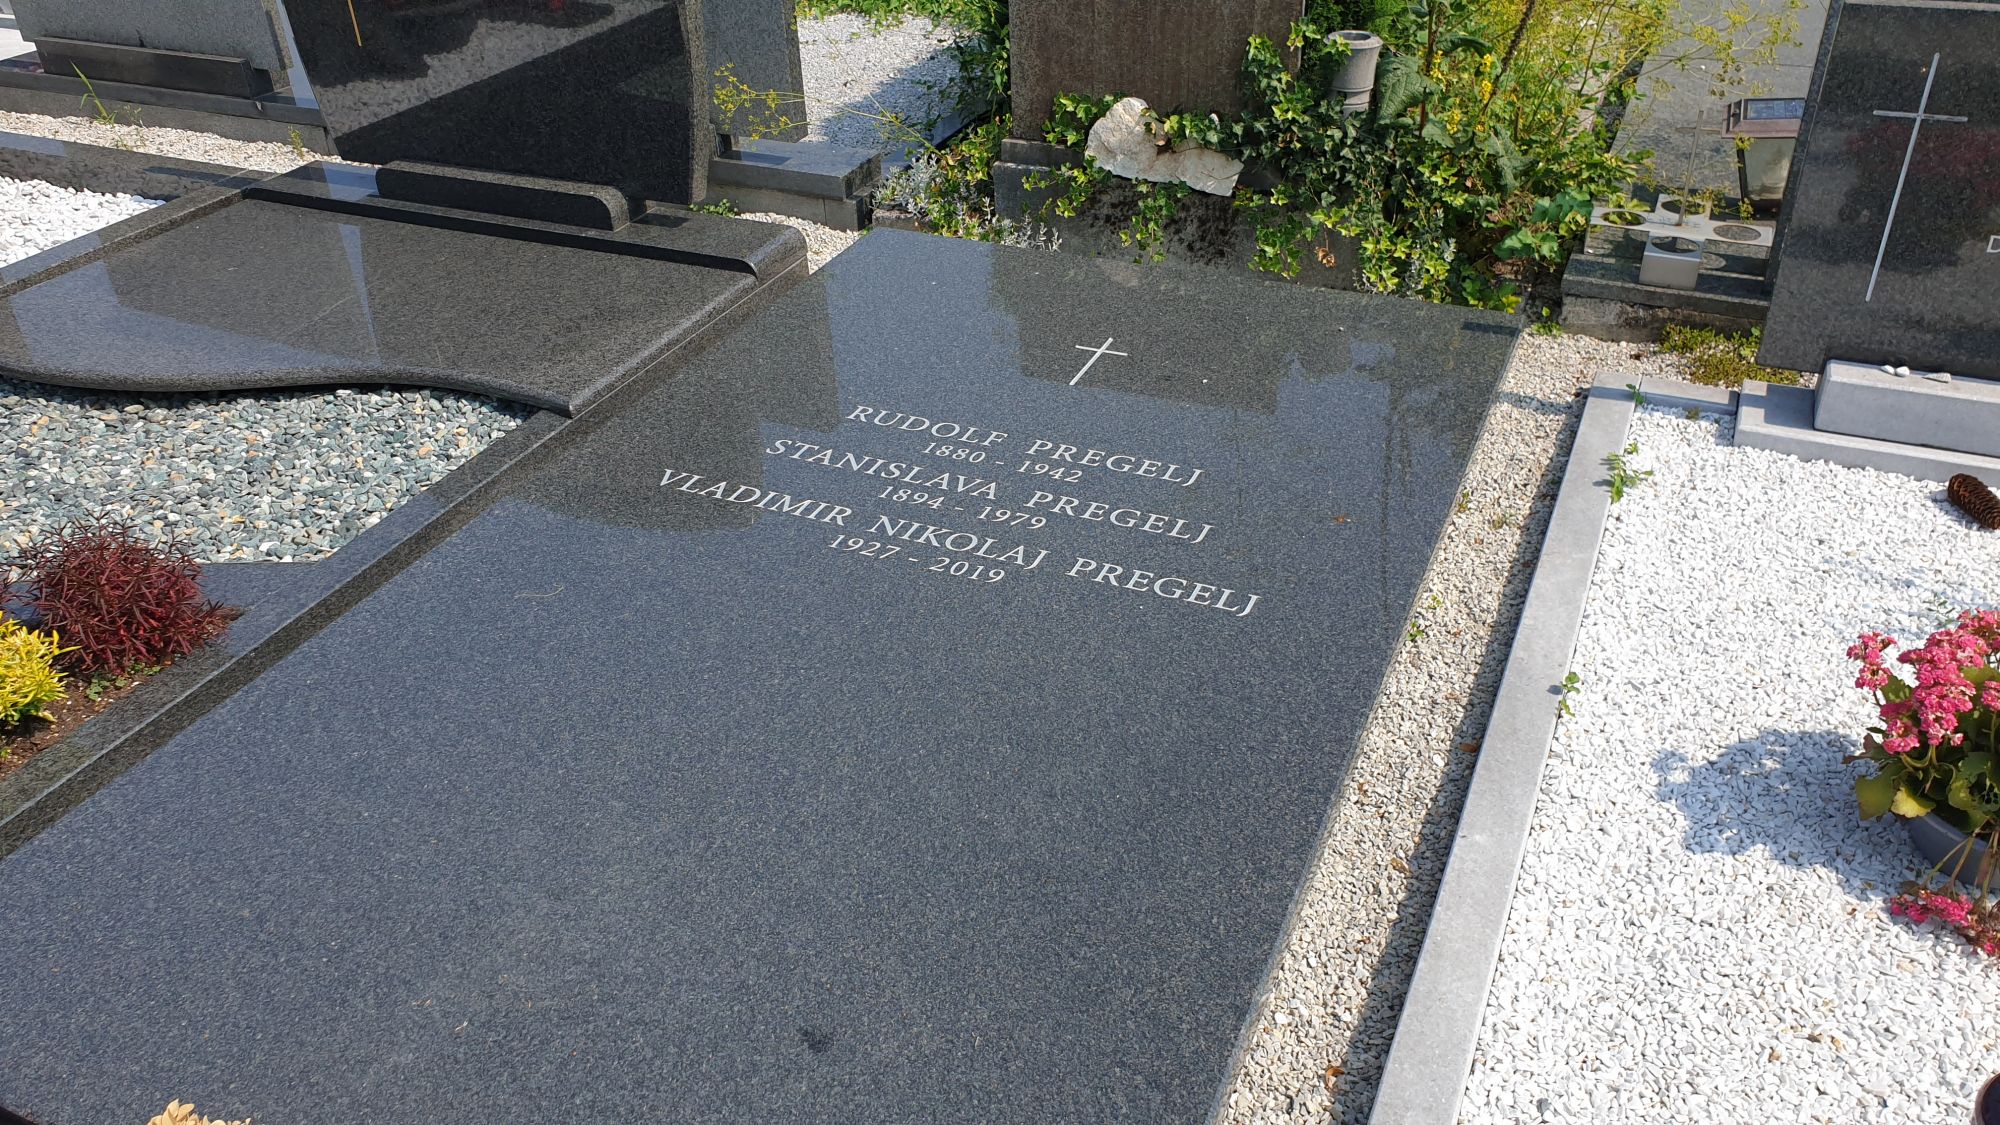 RUDOLF PREGELJ
1880 - 1942
STANISLAVA PREGELJ
1894 - 1979
VLADIMIR NIKOLAJ PREGELJ
1927 - 2019